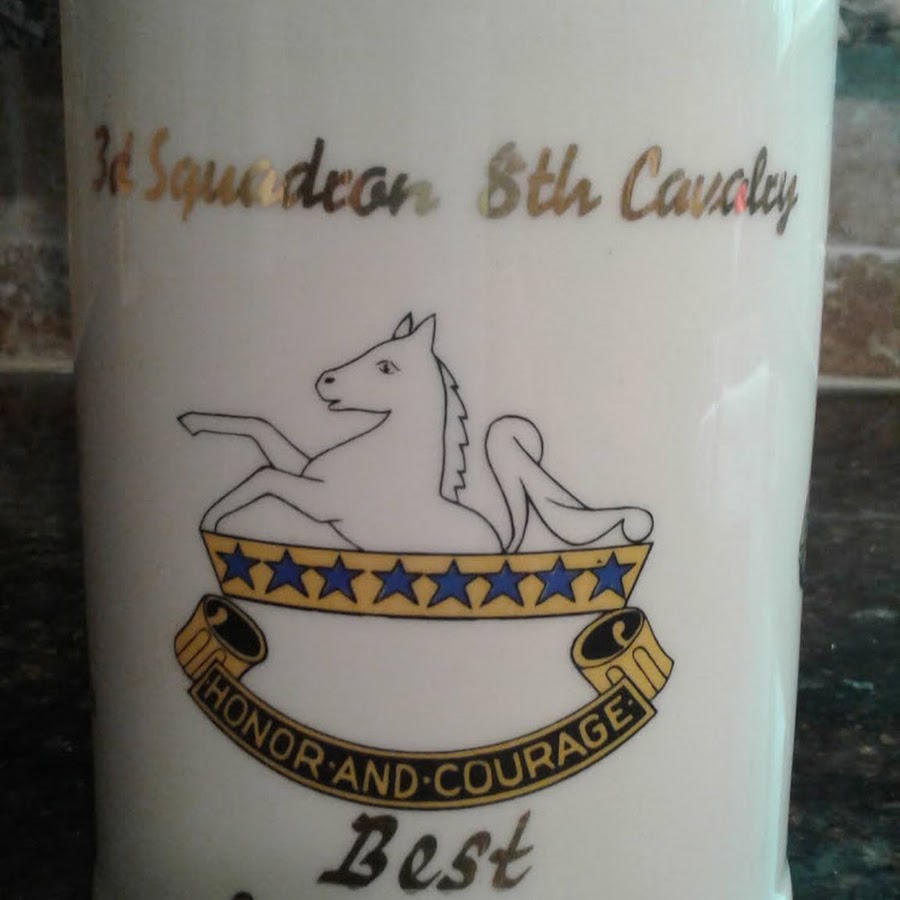 3d Squadron 8th Cavalry
HONOR·AND·COURAGE
Best